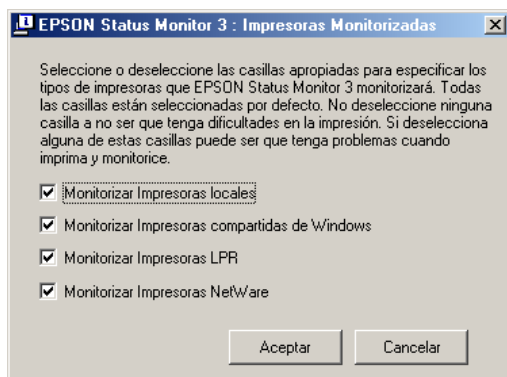 EPSON Status Monitor 3 : Impresoras Monitorizadas
Seleccione o deseleccione las casillas apropiadas para especificar los
tipos de impresoras que EPSON Status Monitor 3 monitorizará. Todas
las casillas están seleccionadas por defecto. No deseleccione ninguna
casilla a no ser que tenga dificultades en la impresión. Si deselecciona
alguna de estas casillas puede ser que tenga problemas cuando
imprima y monitorice.
Monitorizar Impresoras locales
Monitorizar Impresoras compartidas de Windows
Monitorizar Impresoras LPR
Monitorizar Impresoras NetWare
Aceptar Cancelar